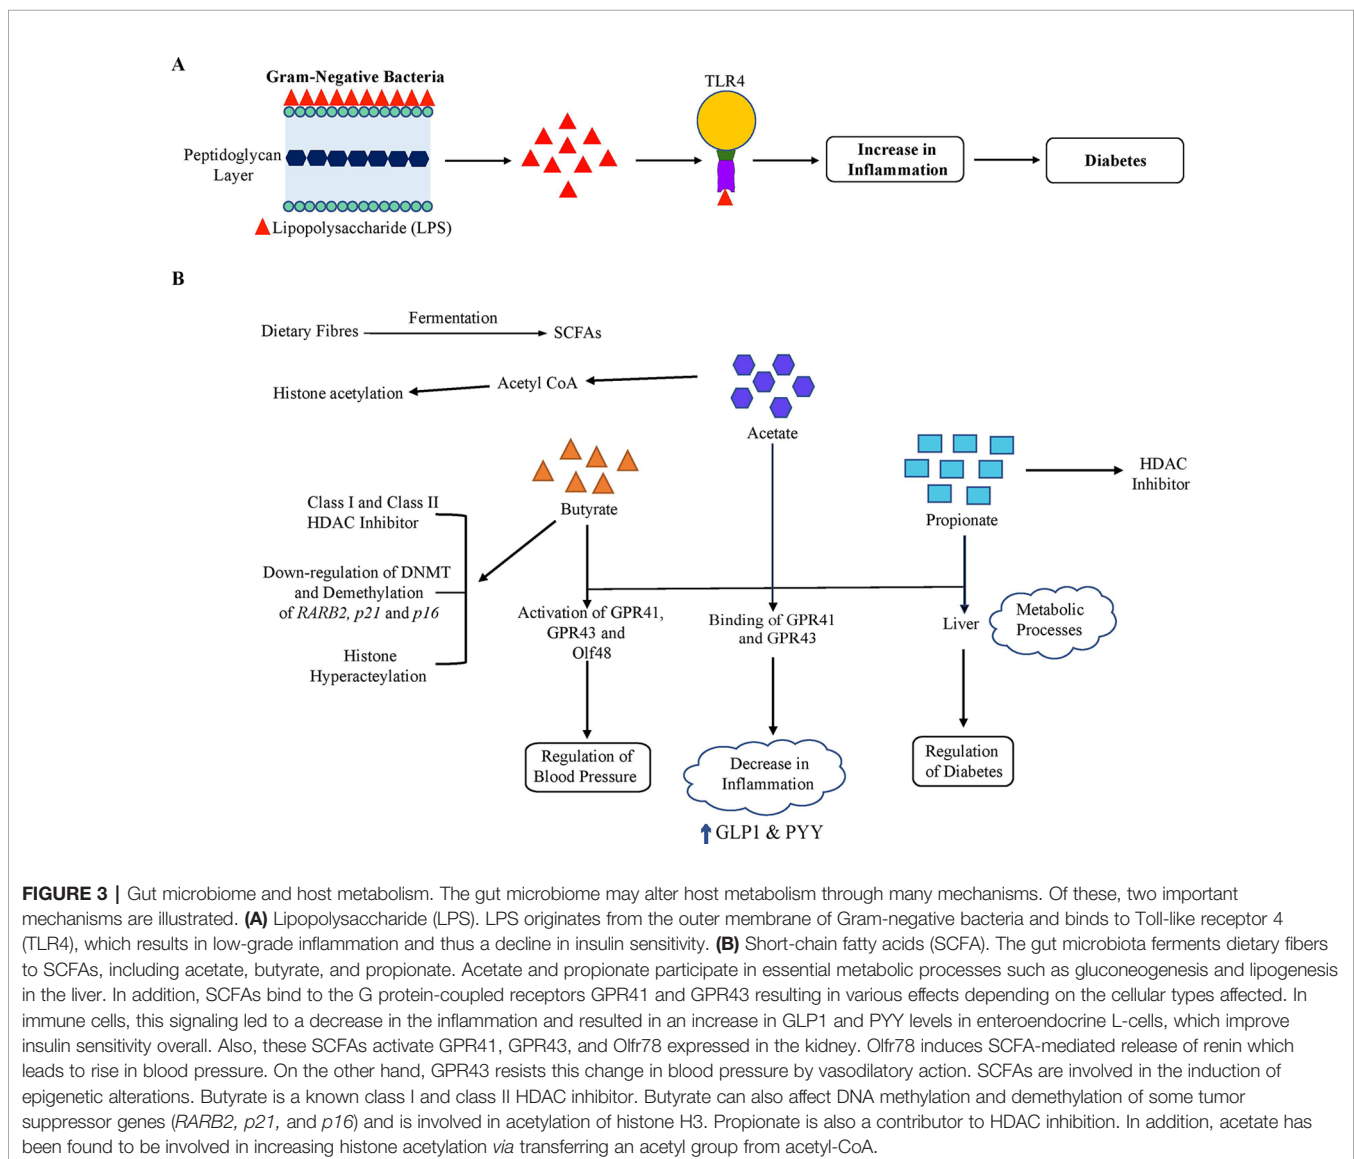 A
Gram-Negative Bacteria
Peptidoglycan
Layer
Lipopolysaccharide (LPS)
TLR4
Increase in
Inflammation
Diabetes
B
Dietary Fibres
Fermentation
SCFAs
Histone acetylation
Acetyl CoA
Acetate
Butyrate
Propionate
HDAC
Inhibitor
Class I and Class II
HDAC Inhibitor
Down-regulation of DNMT
and Demethylation
of RARB2, p21 and p16
Histone
Hyperacteylation
Activation of GPR41,
GPR43 and
Olf48
Binding of GPR41
and GPR43
Liver
Metabolic
Processes
Regulation of
Blood Pressure
Decrease in
Inflammation
GLP1 & PYY
Regulation
of Diabetes
FIGURE 3 | Gut microbiome and host metabolism. The gut microbiome may alter host metabolism through many mechanisms. Of these, two important
mechanisms are illustrated. (A) Lipopolysaccharide (LPS). LPS originates from the outer membrane of Gram-negative bacteria and binds to Toll-like receptor 4
(TLR4), which results in low-grade inflammation and thus a decline in insulin sensitivity. (B) Short-chain fatty acids (SCFA). The gut microbiota ferments dietary fibers
to SCFAs, including acetate, butyrate, and propionate. Acetate and propionate participate in essential metabolic processes such as gluconeogenesis and lipogenesis
in the liver. In addition, SCFAs bind to the G protein-coupled receptors GPR41 and GPR43 resulting in various effects depending on the cellular types affected. In
immune cells, this signaling led to a decrease in the inflammation and resulted in an increase in GLP1 and PYY levels in enteroendocrine L-cells, which improve
insulin sensitivity overall. Also, these SCFAs activate GPR41, GPR43, and Olfr78 expressed in the kidney. Olfr78 induces SCFA-mediated release of renin which
leads to rise in blood pressure. On the other hand, GPR43 resists this change in blood pressure by vasodilatory action. SCFAs are involved in the induction of
epigenetic alterations. Butyrate is a known class I and class II HDAC inhibitor. Butyrate can also affect DNA methylation and demethylation of some tumor
suppressor genes (RARB2, p21, and p16) and is involved in acetylation of histone H3. Propionate is also a contributor to HDAC inhibition. In addition, acetate has
been found to be involved in increasing histone acetylation via transferring an acetyl group from acetyl-CoA.